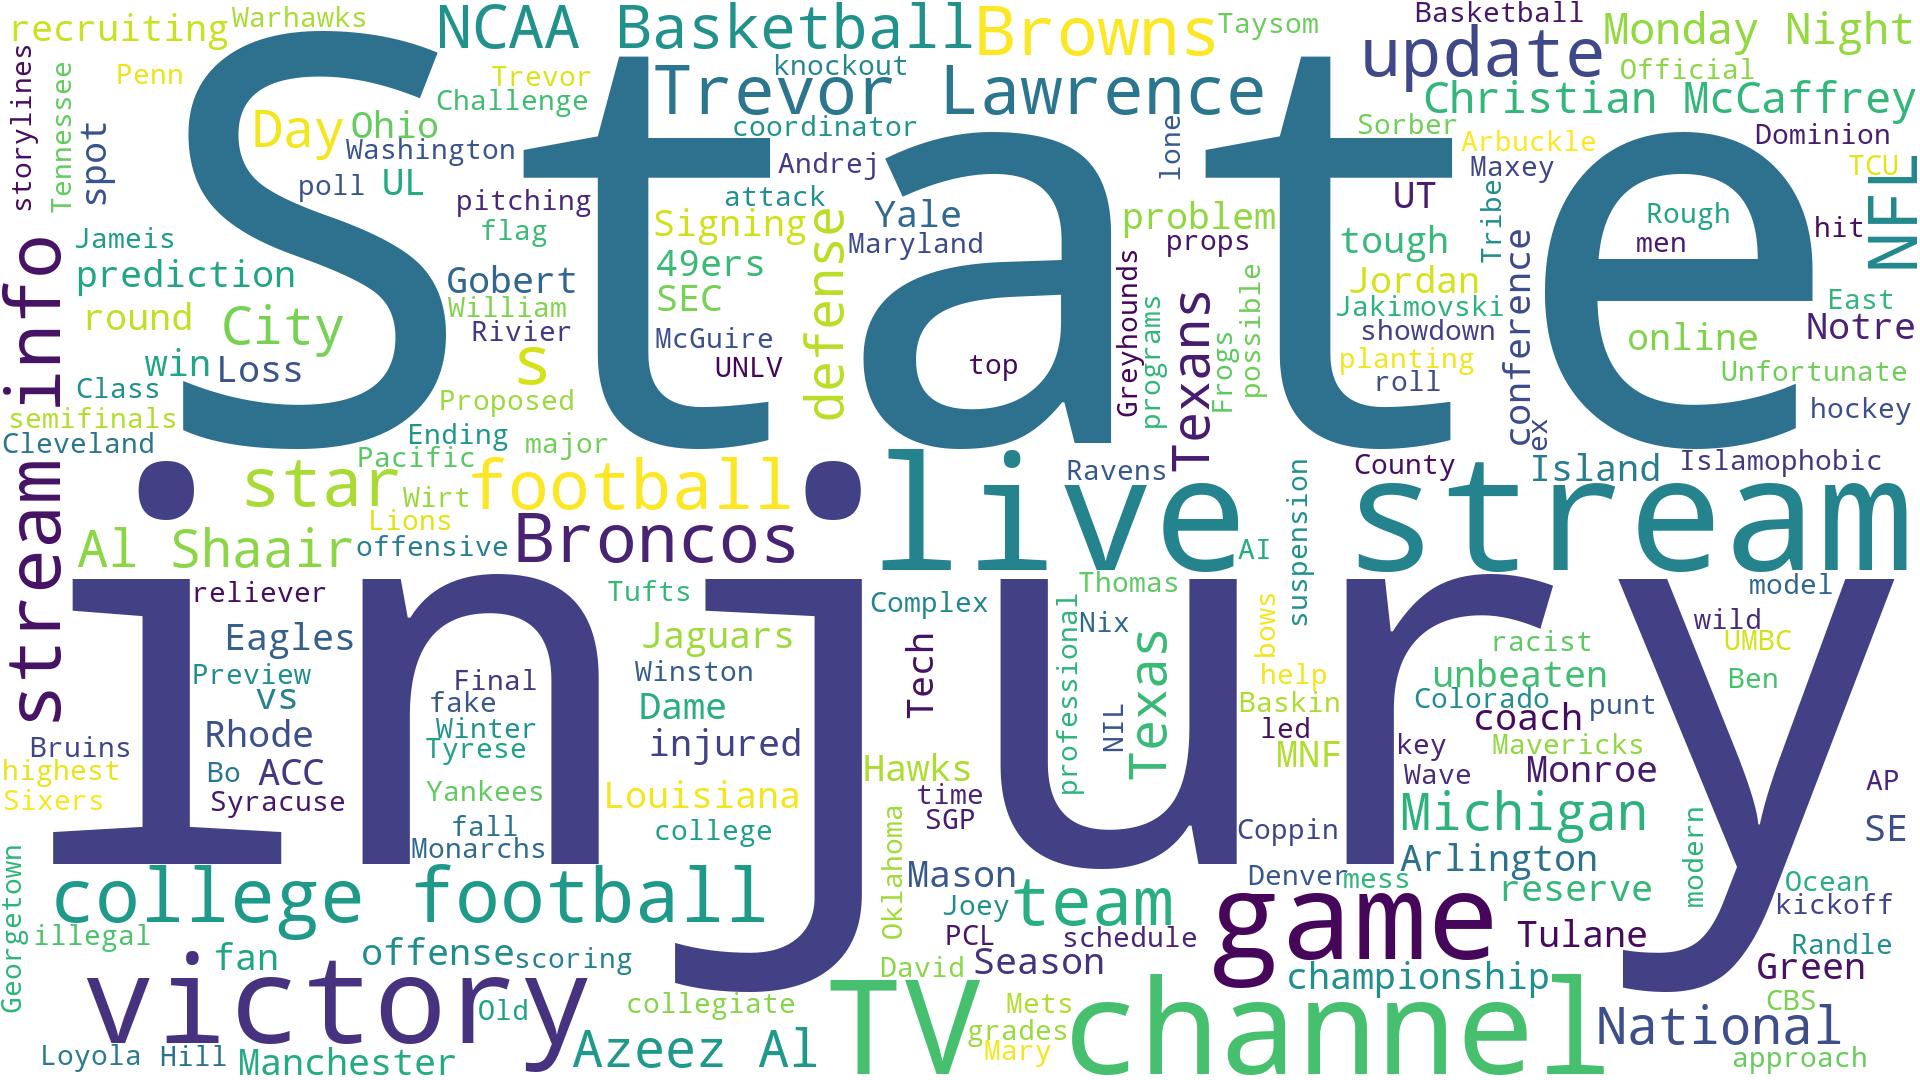 recruiting
Warhawks
NCAA Basketball
Browns
Taysom
Basketball
Monday Night
update
Official
storylines
Tennessee
Penn
spot
Trevor
Challenge
knockout
Trevor Lawrence
Christian McCaffrey
Day
Ohio
Washington
coordinator
Andrej
lone
Sorber
Arbuckle
Maxey
Dominion
TCU
NFL
State
poll
UL
pitching
flag
attack
Signing
defense
Yale
Maryland
problem
props
UT
tough
Tribe
Rough
men
hit
Jameis
prediction
round
City
win
Loss
Class
semifinals
Cleveland
Gobert
William
Rivier
s
Proposed
Ending
major
Pacific
49ers
SEC
McGuire
UNLV
top
Greyhounds
programs
Texans
Frogs
possible
Jordan
Jakimovski
showdown
planting
roll
conference
ex
online
East
Notre
Unfortunate
hockey
stream info
star
Wirt
football
Lions
offensive
Broncos
Al Shaair
live stream
Ravens
County
Island
Islamophobic
AI
suspension
injury
reliever
Eagles
Preview
vs
Rhode
Bo
ACC
Syracuse
Bruins
highest
Sixers
Final
fake
Winter
Tyrese
Yankees
fall
Monarchs
Tufts
Jaguars
Winston
Dame
injured
Louisiana
college
Complex
Tech
Hawks
time
SGP
Thomas
Nix
professional
NIL
Texas
bows
help
Baskin
led
MNF
Coppin
Denver
mess
racist
unbeaten
Colorado
coach
punt
key
Mavericks
Wave
Monroe
Michigan
Arlington
reserve
model
wild
UMBC
Ben
modern
AP
SE
Ocean
kickoff
Randle
Green
CBS
National
approach
Georgetown
college football
illegal
fan
offense
scoring
victory
Old
collegiate
Loyola
Hill
Manchester
Azeez Al
Oklahoma
Mason
Joey
team
PCL
schedule
David
Season
game
Tulane
championship
TV channel
Mets
grades
Mary